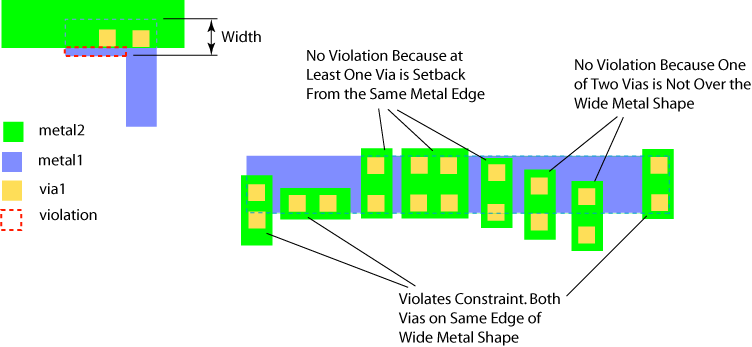 Width
No Violation Because at
Least One Via is Setback
From the Same Metal Edge
No Violation Because One
of Two Vias is Not Over the
Wide Metal Shape
metal2
metal1
via1
violation
Violates Constraint. Both
Vias on Same Edge of
Wide Metal Shape